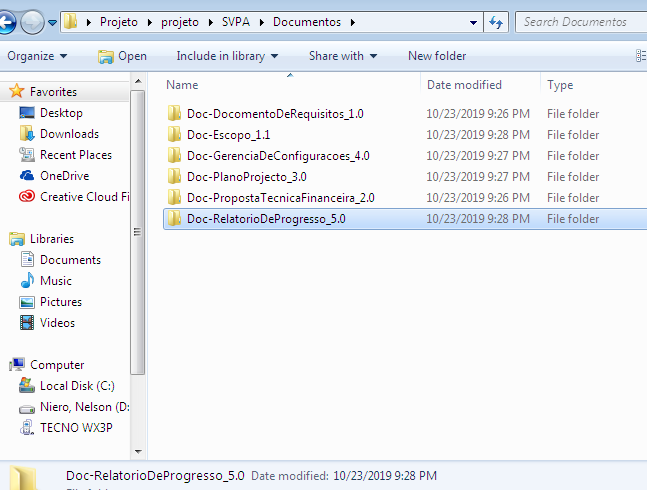 Projeto ▸ projeto ▸ SVPA ▸ Documentos ▸
Search Documentos
Organize Open Include in library Share with New folder
Name Date modified Type
Favorites
Desktop
Downloads
Recent Places
OneDrive
Creative Cloud Fi
Libraries
Documents
Music
Pictures
Videos
Computer
Local Disk (C:)
Niero, Nelson (D:
TECNO WX3P
Doc-DocomentoDeRequisitos_1.0 10/23/2019 9:26 PM File folder
Doc-Escopo_1.1 10/23/2019 9:28 PM File folder
Doc-GerenciaDeConfiguracoes_4.0 10/23/2019 9:27 PM File folder
Doc-PlanoProjecto_3.0 10/23/2019 9:27 PM File folder
Doc-PropostaTecnicaFinanceira_2.0 10/23/2019 9:26 PM File folder
Doc-RelatorioDeProgresso_5.0 10/23/2019 9:28 PM File folder
Doc-RelatorioDeProgresso_5.0 Date modified: 10/23/2019 9:28 PM